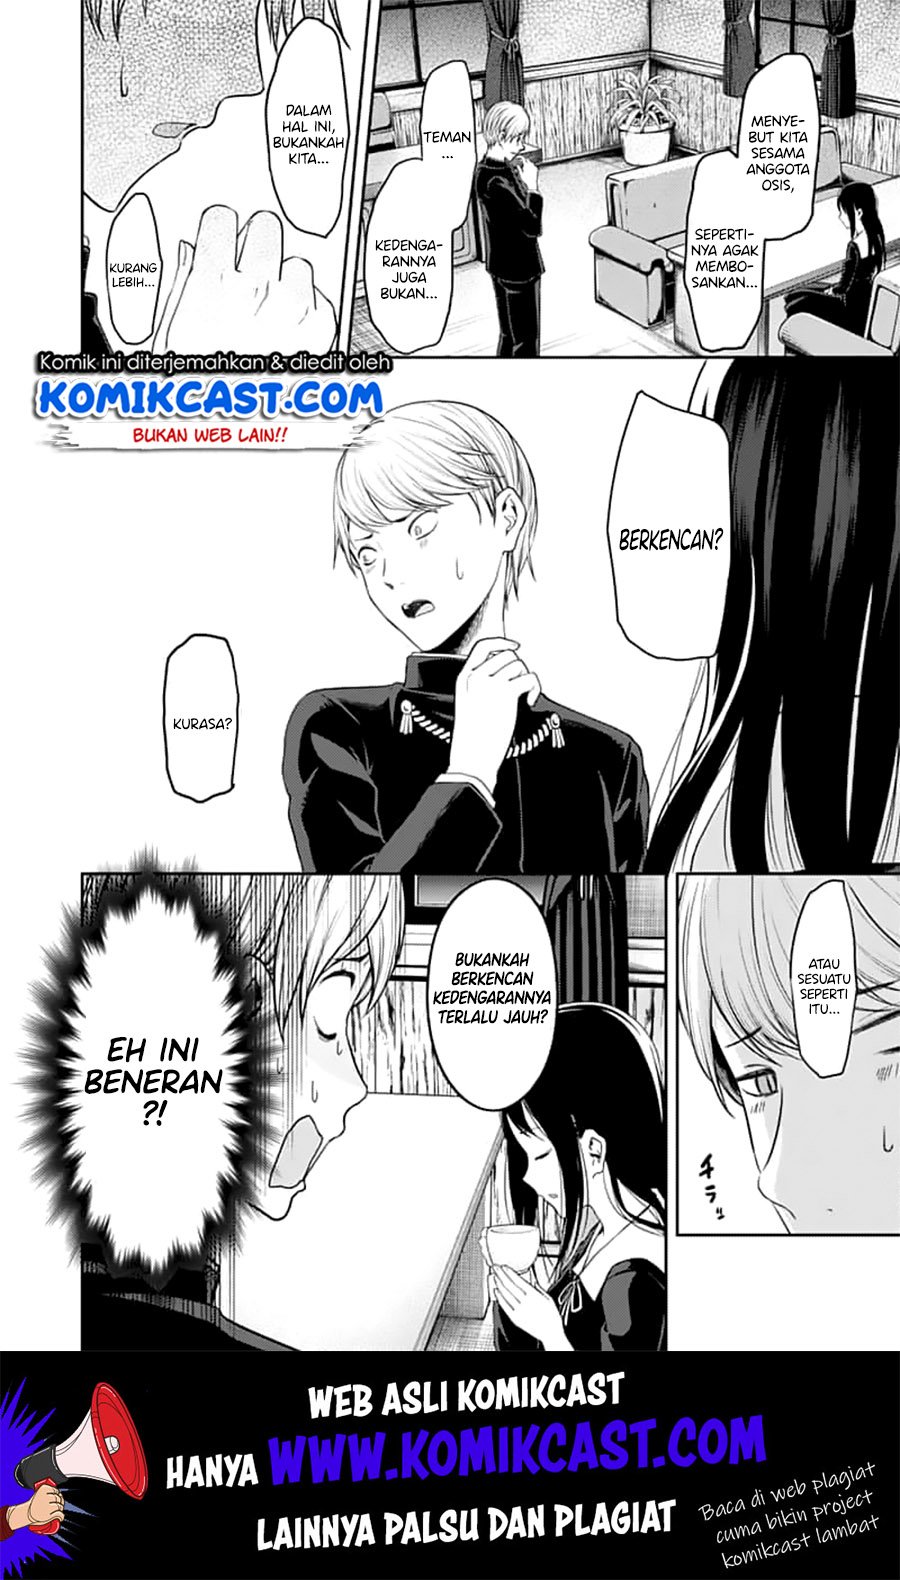 MENYE-
BUT KITA
SESAMA
ANGGOTA
OSIS,
SEPERTI-
NYA AGAK
MEMBO-
SANKAN...
TEMAN
...
KEDENGA-
RANNYA
JUGA
BUKAN...
DALAM
HAL INI,
BUKANKAH
KITA...
KURANG
LEBIH...
Komik ini diterjemahkan & diedit oleh
KOMIKCAST.COM
BUKAN WEB LAIN!!
BERKENCAN?
KURASA?
ATAU
SESUATU
SEPERTI
ITU...
チラッ
BUKANKAH
BERKENCAN
KEDENGARANNYA
TERLALU JAUH?
EH INI
BENERAN
?!
WEB ASLI KOMIKCAST
HANYA WWW.KOMIKCAST.COM
LAINNYA PALSU DAN PLAGIAT
Baca di web plagiat
cuma bikin project
komikcast lambat